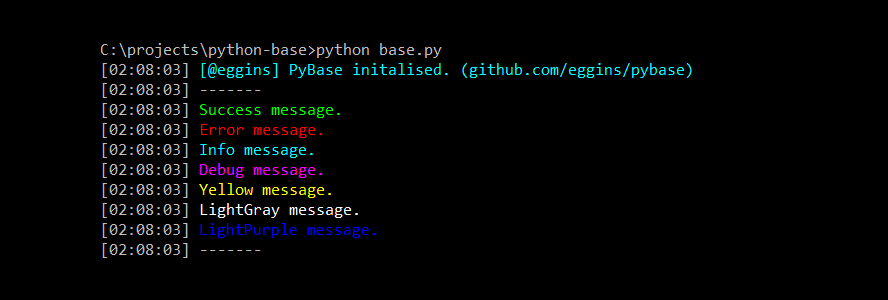 C:\projects\python-base>python base.py
[02:08:03] [@eggins] PyBase initalised. (github.com/eggins/pybase)
[02:08:03] -------
[02:08:03] Success message.
[02:08:03] Error message.
[02:08:03] Info message.
[02:08:03] Debug message.
[02:08:03] Yellow message.
[02:08:03] LightGray message.
[02:08:03] LightPurple message.
[02:08:03] -------